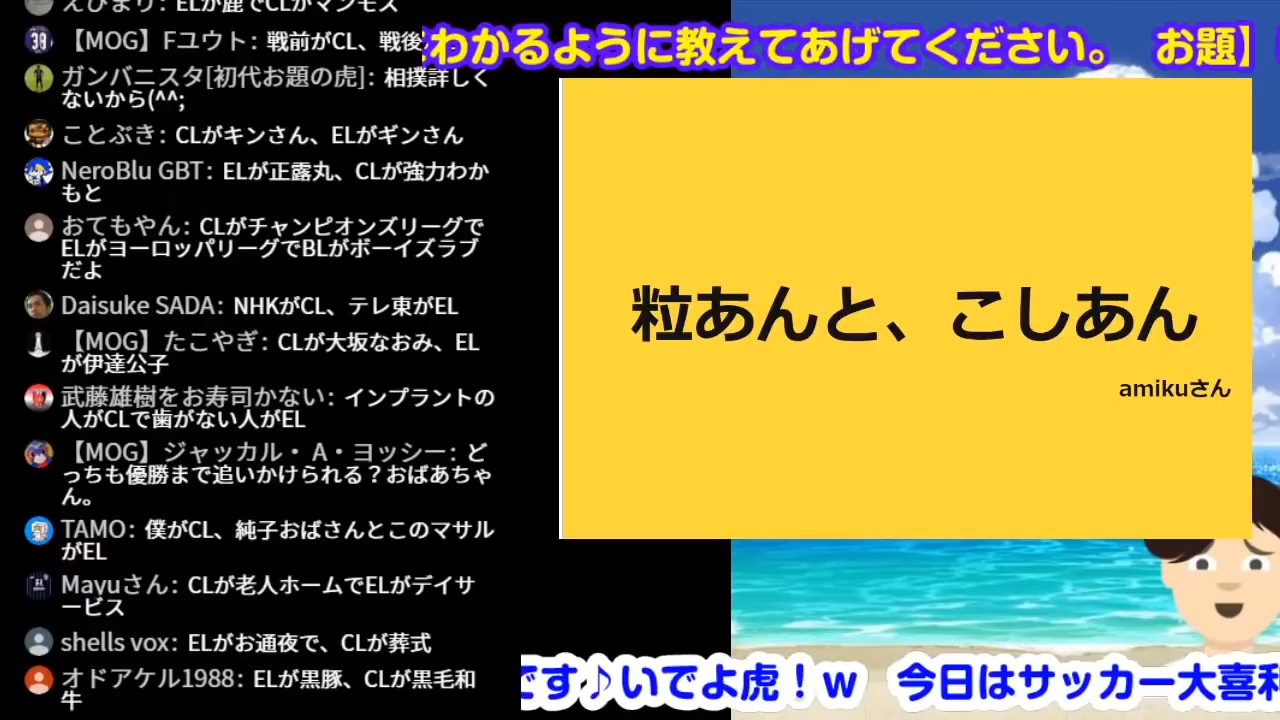 えひまり: ELが鹿でCLがマンモス
【MOG】Fユウト: 戦前がCL、戦後
ガンバニスタ[初代お題の虎]: 相撲詳しく
ないから(^^;
ことぶき: CLがキンさん、ELがギンさん
NeroBlu GBT: ELが正露丸、CLが強力わか
もと
おてもやん: CLがチャンピオンズリーグで
ELがヨーロッパリーグでBLがボーイズラブ
だよ
Daisuke SADA: NHKがCL、テレ東がEL
【MOG】たこやぎ: CLが大坂なおみ、EL
が伊達公子
武藤雄樹をお寿司かない: インプラントの
人がCLで歯がない人がEL
【MOG】ジャッカル・ A・ヨッシー: ど
っちも優勝まで追いかけられる？おばあちゃ
ん。
TAMO: 僕がCL、純子おばさんとこのマサル
がEL
Mayuさん: CLが老人ホームでELがデイサ
ービス
shells vox: ELがお通夜で、CLが葬式
オドアケル1988: ELが黒豚、CLが黒毛和
牛
わかるように教えてあげてください。 お題】
粒あんと、こしあん
amikuさん
です♪いでよ虎！w 今日はサッカー大喜利